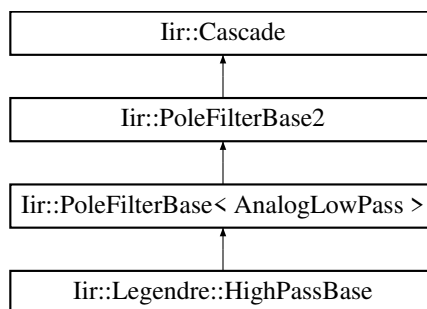 Iir::Cascade
Iir::PoleFilterBase2
Iir::PoleFilterBase< AnalogLowPass >
Iir::Legendre::HighPassBase